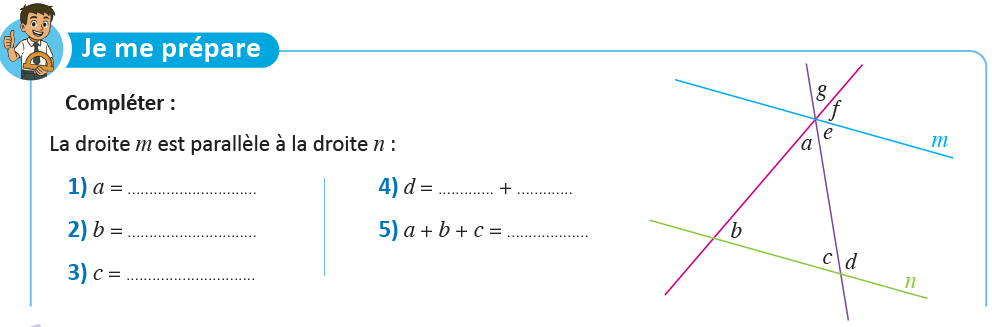 Je me prépare
Compléter :
La droite m est parallèle à la droite n :
1) a = ..............................
2) b = ..............................
3) c = ..............................
4) d = ............. + .............
5) a + b + c = ...................
g
f
e
a
m
b
c
d
n